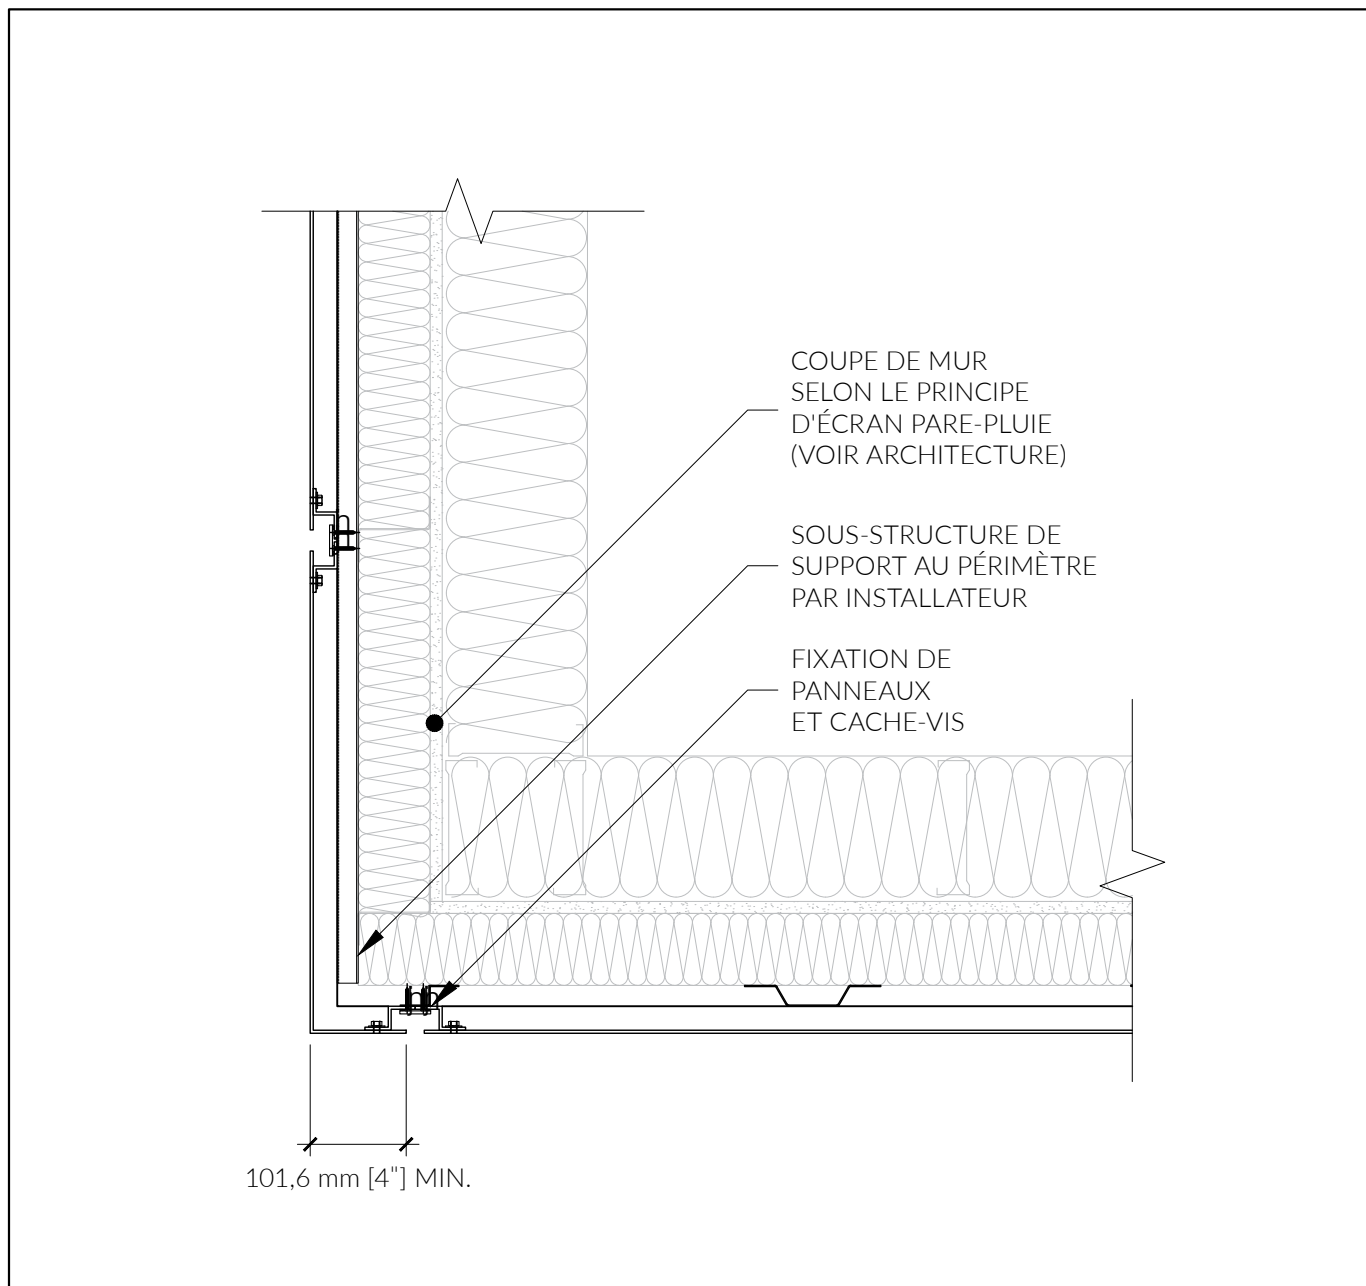 COUPE DE MUR
SELON LE PRINCIPE
D'ÉCRAN PARE-PLUIE
(VOIR ARCHITECTURE)
SOUS-STRUCTURE DE
SUPPORT AU PÉRIMÈTRE
PAR INSTALLATEUR
FIXATION DE
PANNEAUX
ET CACHE-VIS
101,6 mm [4"] MIN.